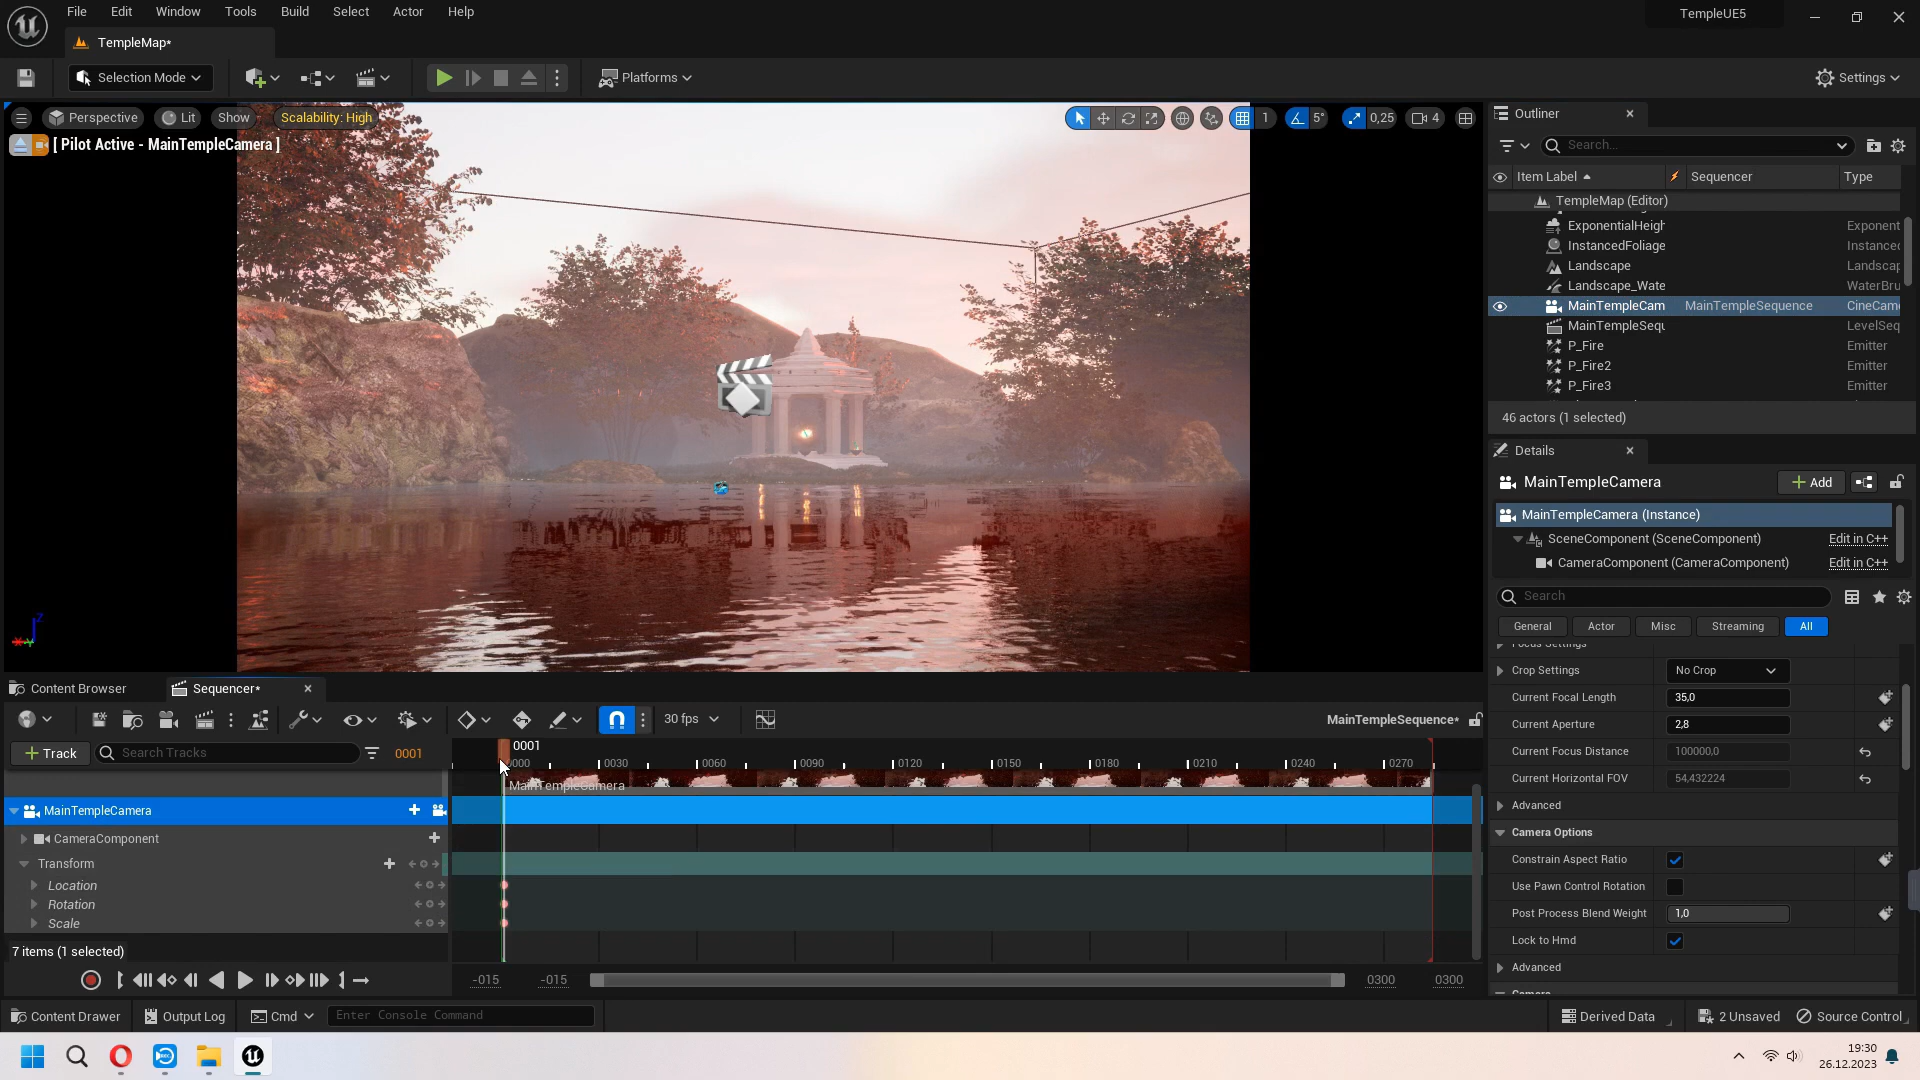 File Edit Window Tools Build Select Actor Help
TempleUE5
TempleMap*
Selection Mode
Platforms
Settings
Perspective Lit Show Scalability: High
1 5° 0,25 4
[ Pilot Active - MainTempleCamera ]
Outliner
Search...
Item Label Sequencer Type
TempleMap (Editor)
ExponentialHeigh Exponent
InstancedFoliage Instanced
Landscape Landscap
Landscape_Wate WaterBru
MainTempleCam MainTempleSequence CineCam
MainTempleSequ LevelSeq
P_Fire Emitter
P_Fire2 Emitter
P_Fire3 Emitter
46 actors (1 selected)
Details
MainTempleCamera Add
MainTempleCamera (Instance)
SceneComponent (SceneComponent) Edit in C++
CameraComponent (CameraComponent) Edit in C++
Search
General Actor Misc Streaming All
Focus Settings
Crop Settings No Crop
Current Focal Length 35,0
Current Aperture 2,8
Current Focus Distance 100000,0
Current Horizontal FOV 54,432224
Advanced
Camera Options
Constrain Aspect Ratio
Use Pawn Control Rotation
Post Process Blend Weight 1,0
Lock to Hmd
Advanced
Camera
Z
Content Browser Sequencer*
30 fps MainTempleSequence*
Track Search Tracks 0001
0001
0000 0030 0060 0090 0120 0150 0180 0210 0240 0270
MainTempleCamera
MainTempleCamera
CameraComponent
Transform
Location
Rotation
Scale
7 items (1 selected)
-015 -015 0300 0300
Content Drawer Output Log Cmd Enter Console Command Derived Data 2 Unsaved Source Control
19:30
26.12.2023